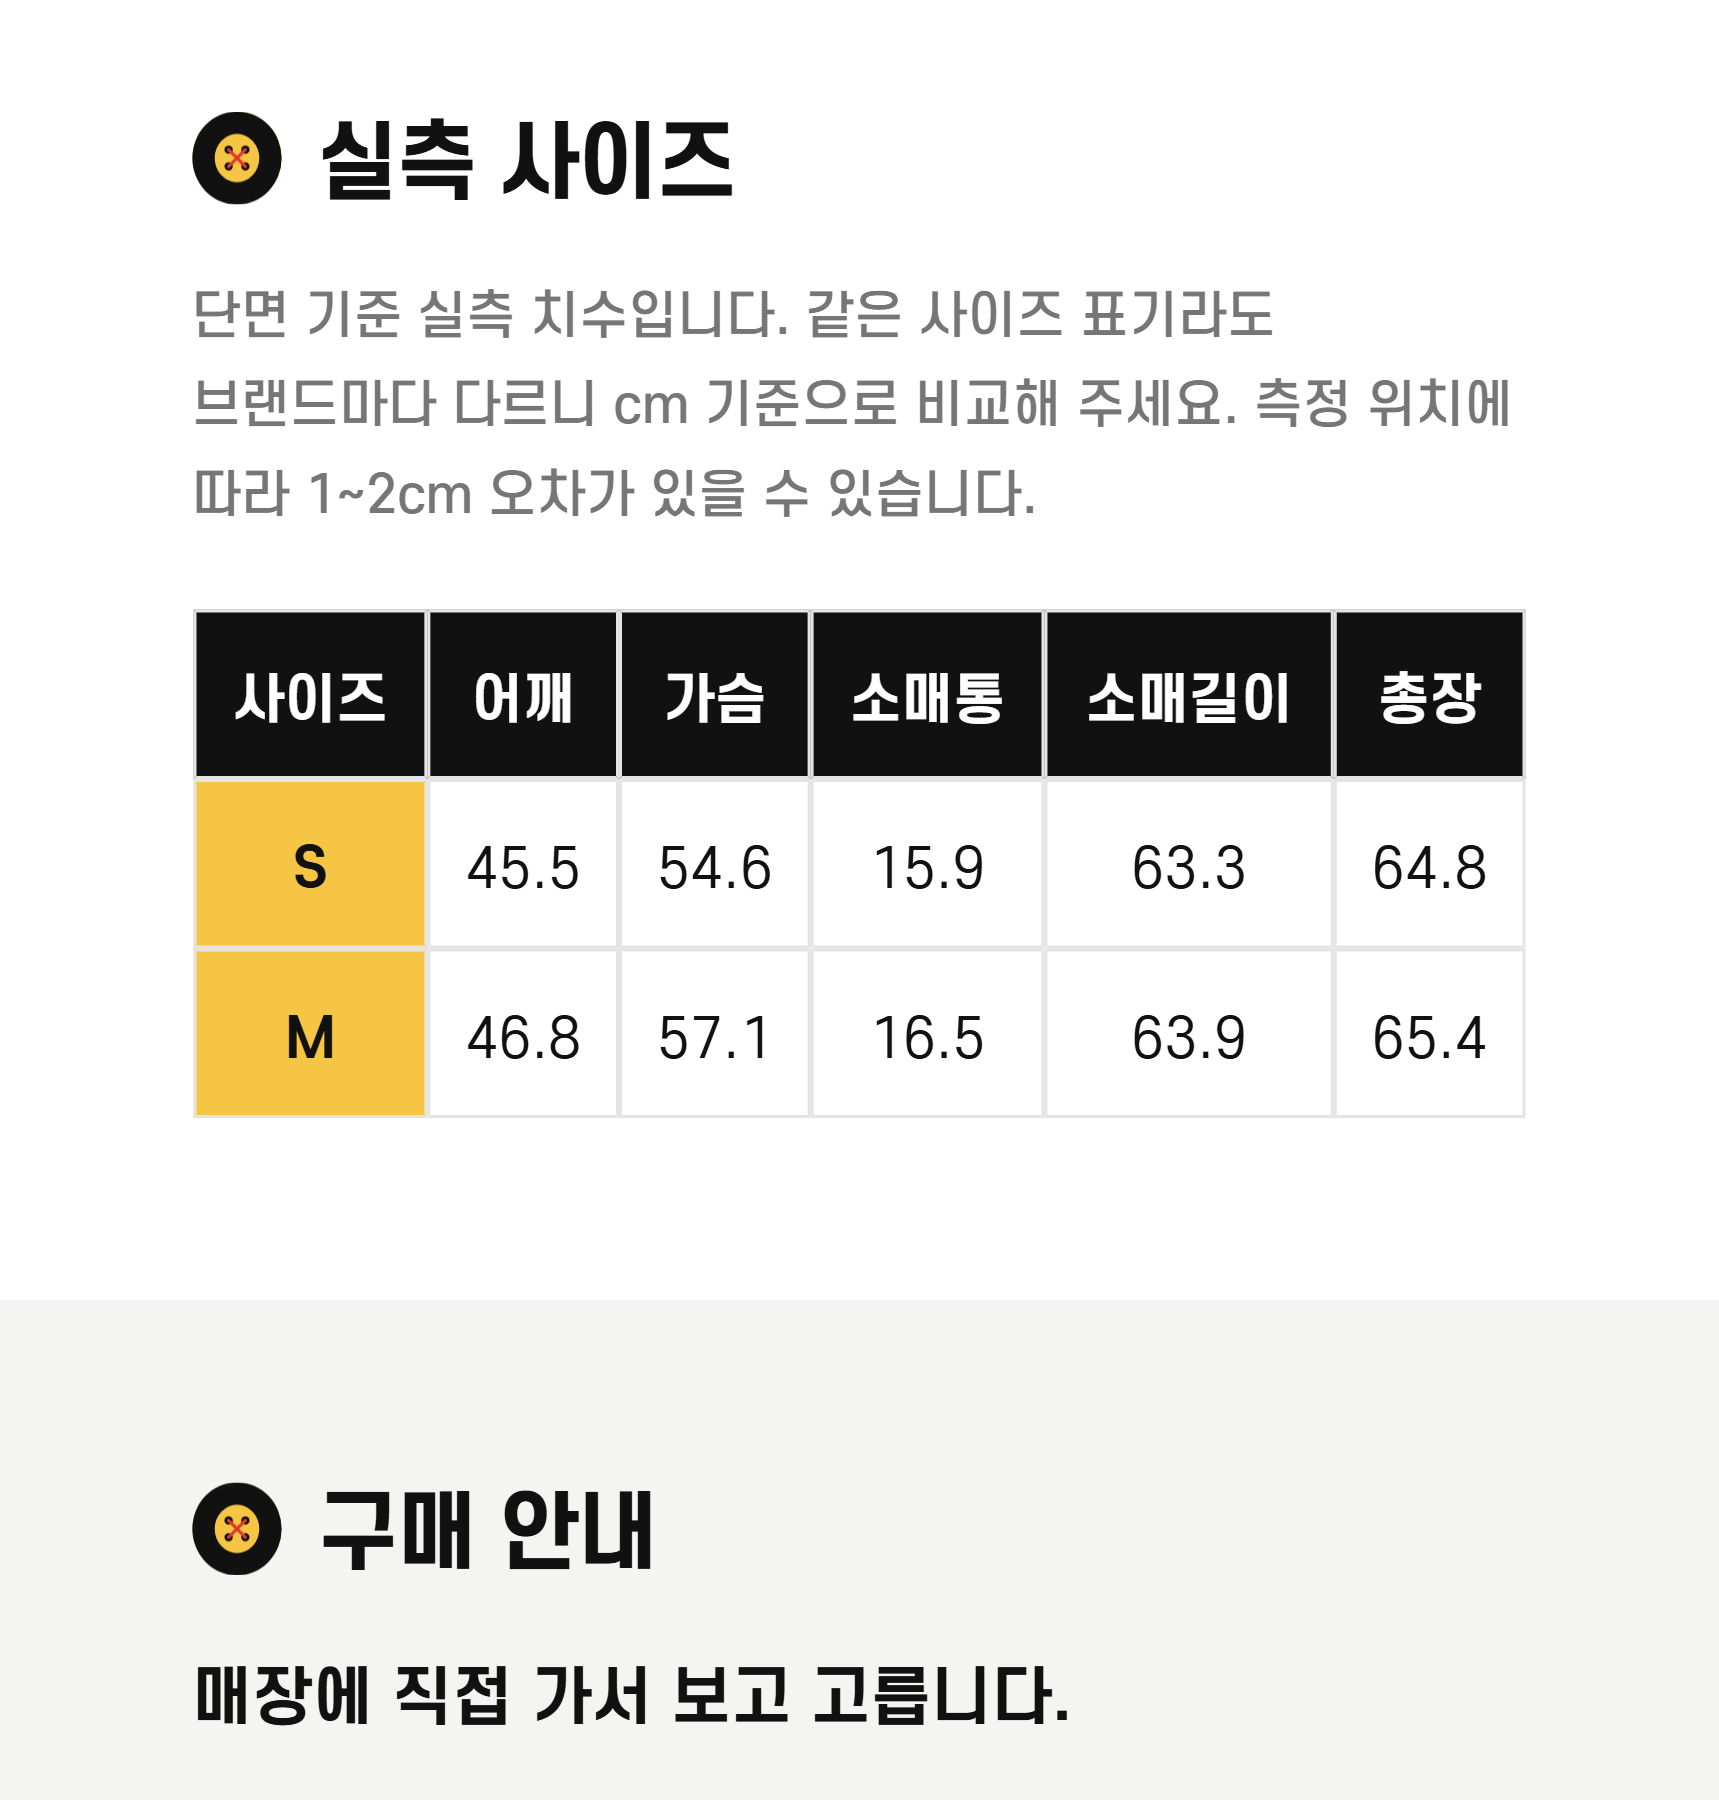 실측 사이즈
단면 기준 실측 치수입니다. 같은 사이즈 표기라도
브랜드마다 다르니 cm 기준으로 비교해 주세요. 측정 위치에
따라 1~2cm 오차가 있을 수 있습니다.
사이즈 어깨 가슴 소매통 소매길이 총장
S 45.5 54.6 15.9 63.3 64.8
M 46.8 57.1 16.5 63.9 65.4
구매 안내
매장에 직접 가서 보고 고릅니다.